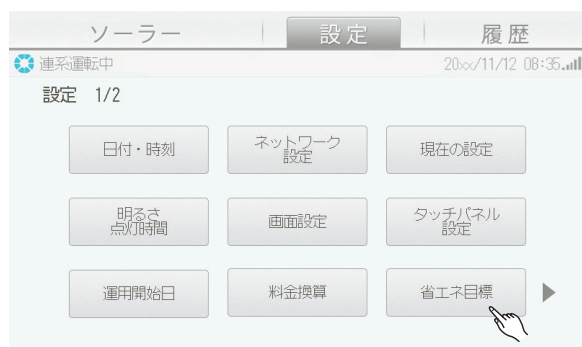 ソーラー
設定
履歴
連系運転中
20xx/11/12 08:35
設定 1/2
日付・時刻
ネットワーク
設定
現在の設定
明るさ
点灯時間
画面設定
タッチパネル
設定
運用開始日
料金換算
省エネ目標